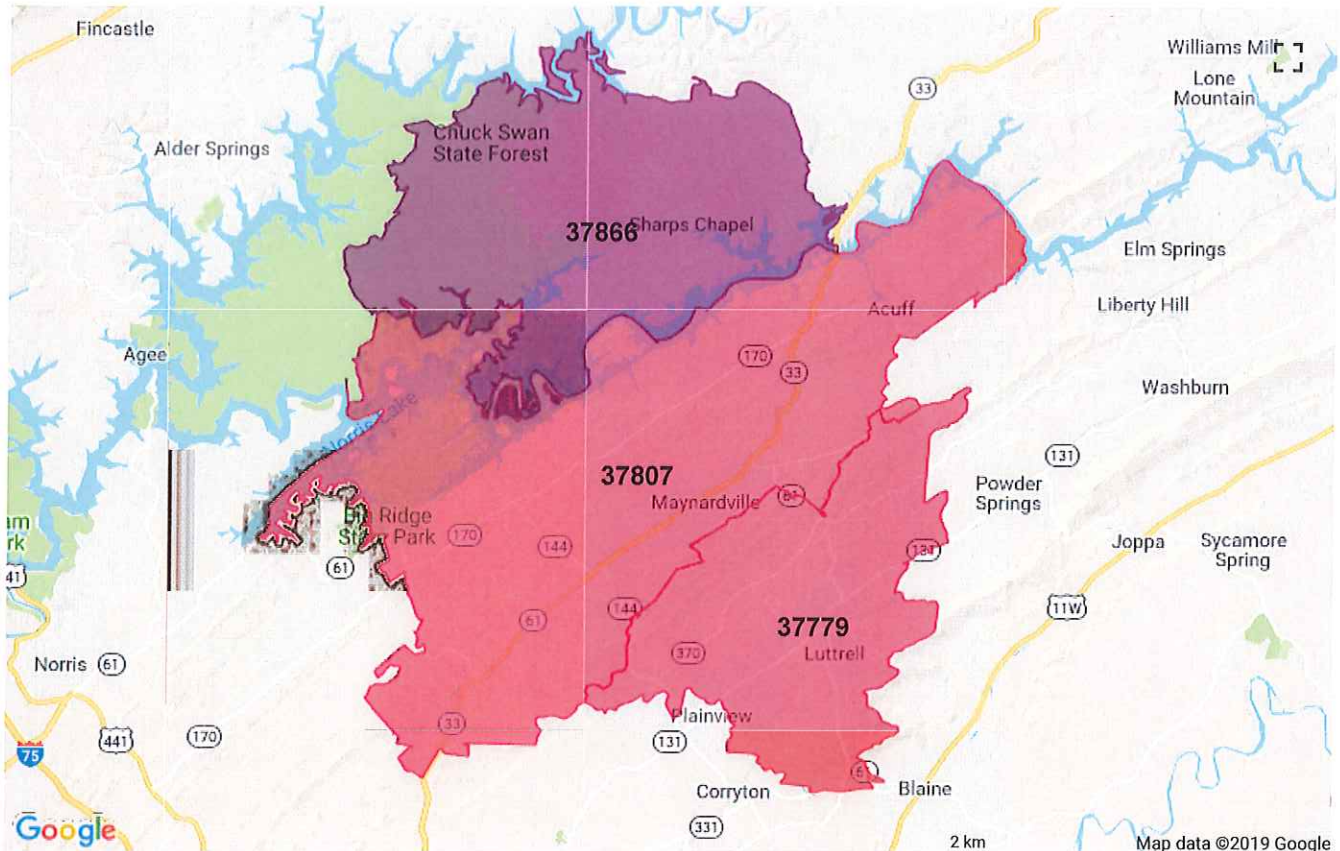 Fincastle
Williams Mill
Lone
Mountain
33
Chuck Swan
State Forest
Alder Springs
37866
Sharps Chapel
Elm Springs
Liberty Hill
Acuff
Agee
170
33
Washburn
Norris Lake
37807
131
Maynardville
61
Powder
Springs
Big Ridge
State Park
170
144
131
Joppa
Sycamore
Spring
41
61
11W
144
61
37779
370
Luttrell
Norris
61
Plainview
33
441
170
131
75
Corryton
Blaine
331
Google
2 km
Map data ©2019 Google